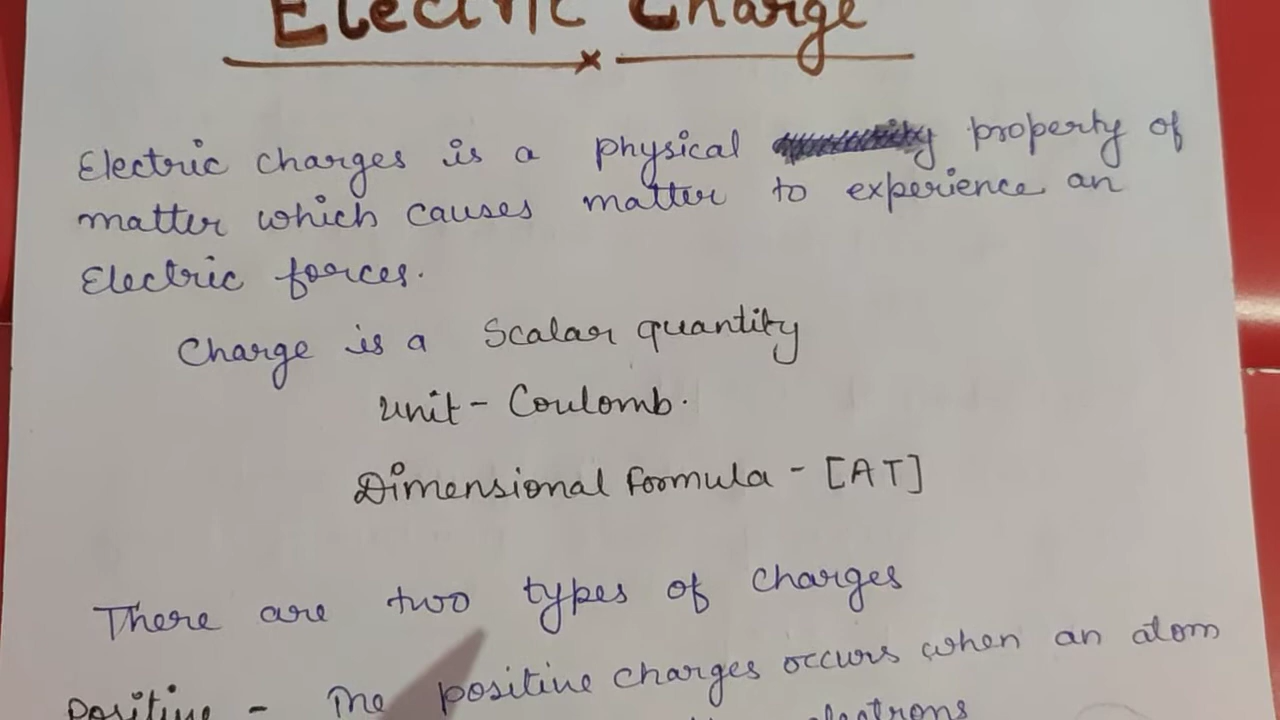 Electric Charge
Electric charges is a physical property of
matter which causes matter to experience an
Electric forces.
Charge is a Scalar quantity
unit - Coulomb.
Dimensional formula - [AT]
There are two types of charges
Positive - The positive charges occurs when an atom
electrons